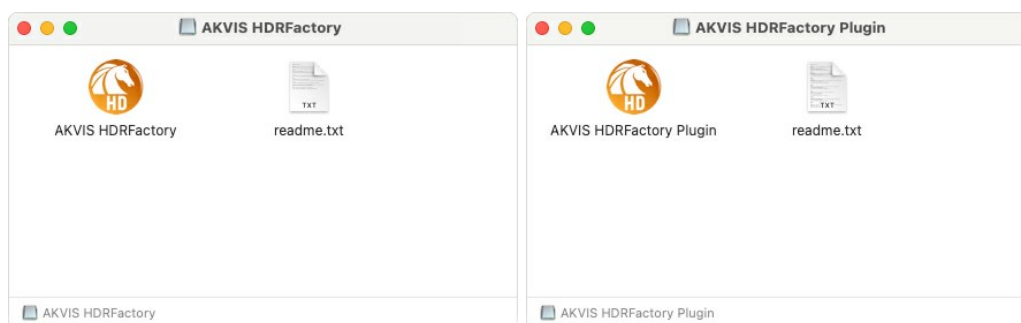 AKVIS HDRFactory
HD
TXT
AKVIS HDRFactory
readme.txt
AKVIS HDRFactory
AKVIS HDRFactory Plugin
HD
TXT
AKVIS HDRFactory Plugin
readme.txt
AKVIS HDRFactory Plugin